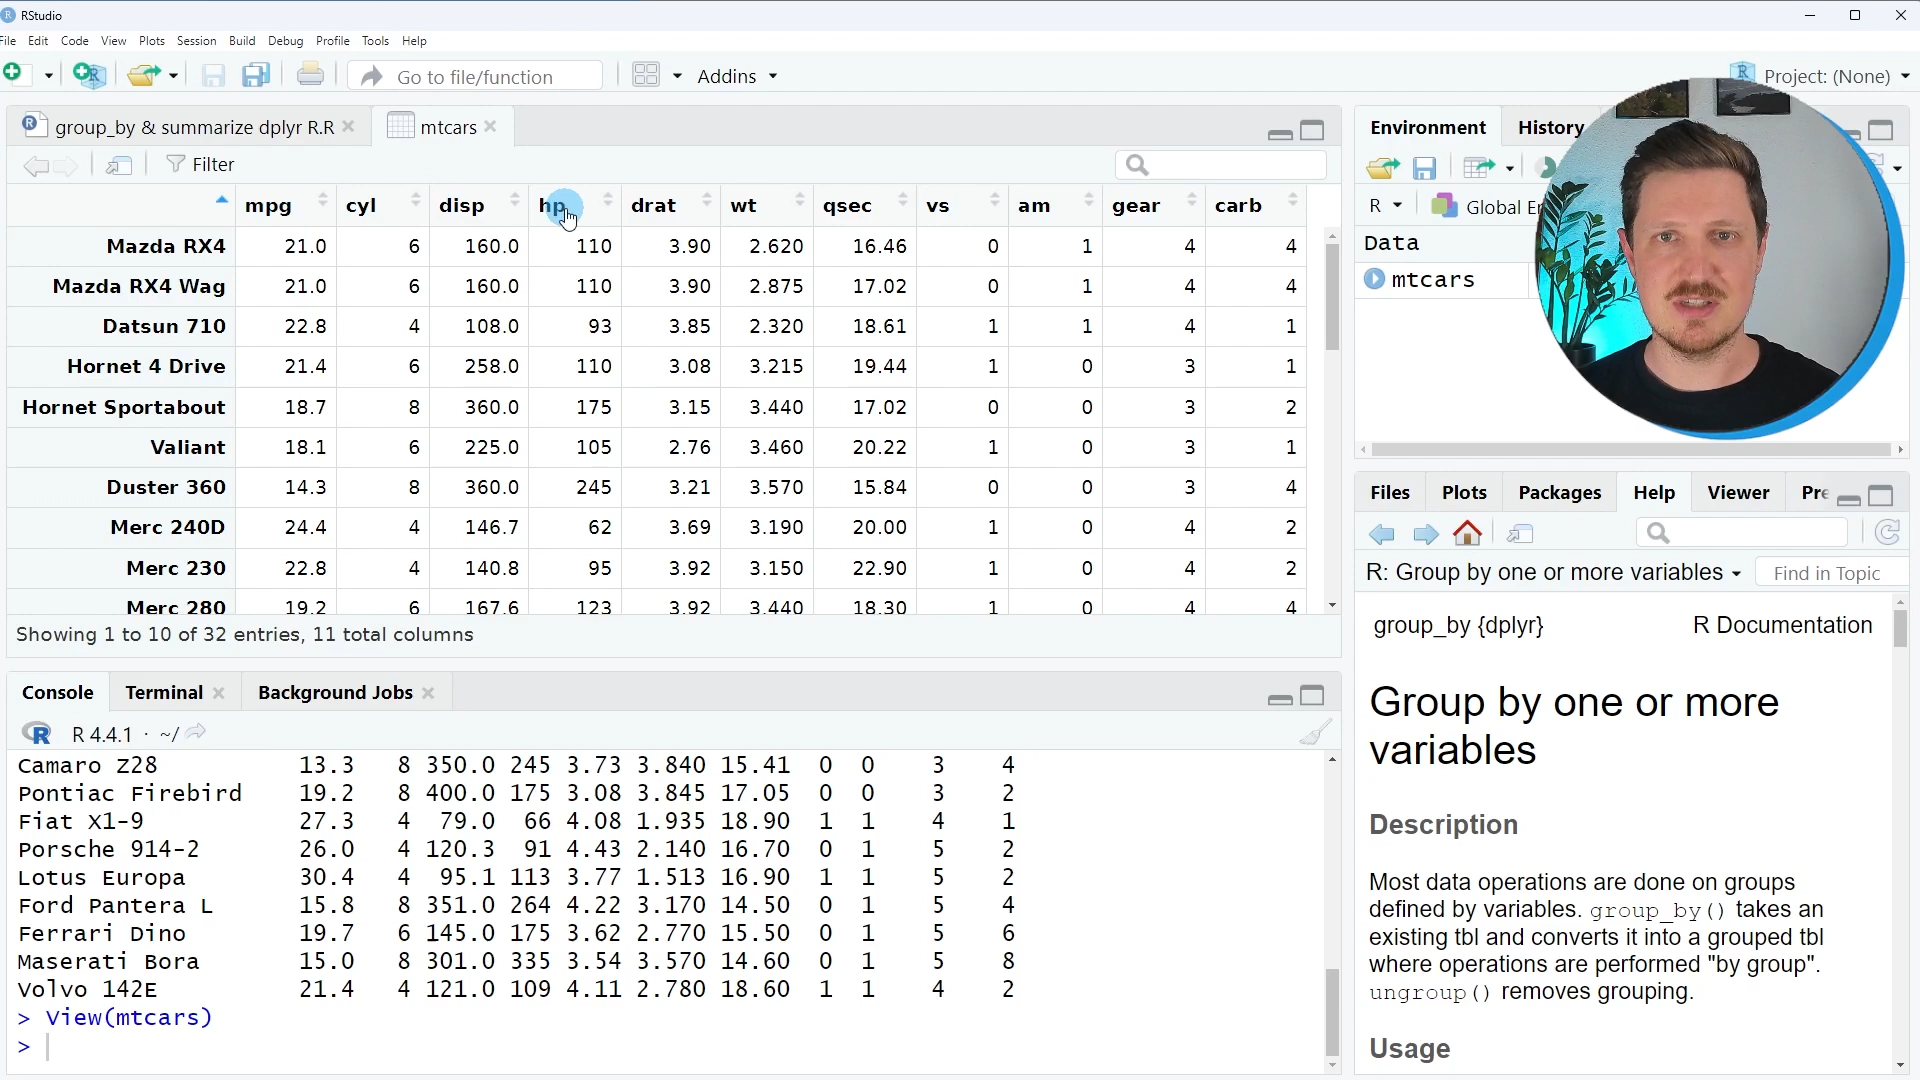 RStudio
File Edit Code View Plots Session Build Debug Profile Tools Help
Go to file/function Addins Project: (None)
group_by & summarize dplyr R.R mtcars
Filter
mpg cyl disp hp drat wt qsec vs am gear carb
Mazda RX4 21.0 6 160.0 110 3.90 2.620 16.46 0 1 4 4
Mazda RX4 Wag 21.0 6 160.0 110 3.90 2.875 17.02 0 1 4 4
Datsun 710 22.8 4 108.0 93 3.85 2.320 18.61 1 1 4 1
Hornet 4 Drive 21.4 6 258.0 110 3.08 3.215 19.44 1 0 3 1
Hornet Sportabout 18.7 8 360.0 175 3.15 3.440 17.02 0 0 3 2
Valiant 18.1 6 225.0 105 2.76 3.460 20.22 1 0 3 1
Duster 360 14.3 8 360.0 245 3.21 3.570 15.84 0 0 3 4
Merc 240D 24.4 4 146.7 62 3.69 3.190 20.00 1 0 4 2
Merc 230 22.8 4 140.8 95 3.92 3.150 22.90 1 0 4 2
Merc 280 19.2 6 167.6 123 3.92 3.440 18.30 1 0 4 4
Showing 1 to 10 of 32 entries, 11 total columns
Console Terminal Background Jobs
R 4.4.1 · ~/
Camaro Z28 13.3 8 350.0 245 3.73 3.840 15.41 0 0 3 4
Pontiac Firebird 19.2 8 400.0 175 3.08 3.845 17.05 0 0 3 2
Fiat X1-9 27.3 4 79.0 66 4.08 1.935 18.90 1 1 4 1
Porsche 914-2 26.0 4 120.3 91 4.43 2.140 16.70 0 1 5 2
Lotus Europa 30.4 4 95.1 113 3.77 1.513 16.90 1 1 5 2
Ford Pantera L 15.8 8 351.0 264 4.22 3.170 14.50 0 1 5 4
Ferrari Dino 19.7 6 145.0 175 3.62 2.770 15.50 0 1 5 6
Maserati Bora 15.0 8 301.0 335 3.54 3.570 14.60 0 1 5 8
Volvo 142E 21.4 4 121.0 109 4.11 2.780 18.60 1 1 4 2
> View(mtcars)
>
Environment History
R Global En
Data
mtcars
Files Plots Packages Help Viewer Pre
R: Group by one or more variables Find in Topic
group_by {dplyr} R Documentation
Group by one or more
variables
Description
Most data operations are done on groups
defined by variables. group_by() takes an
existing tbl and converts it into a grouped tbl
where operations are performed "by group".
ungroup() removes grouping.
Usage